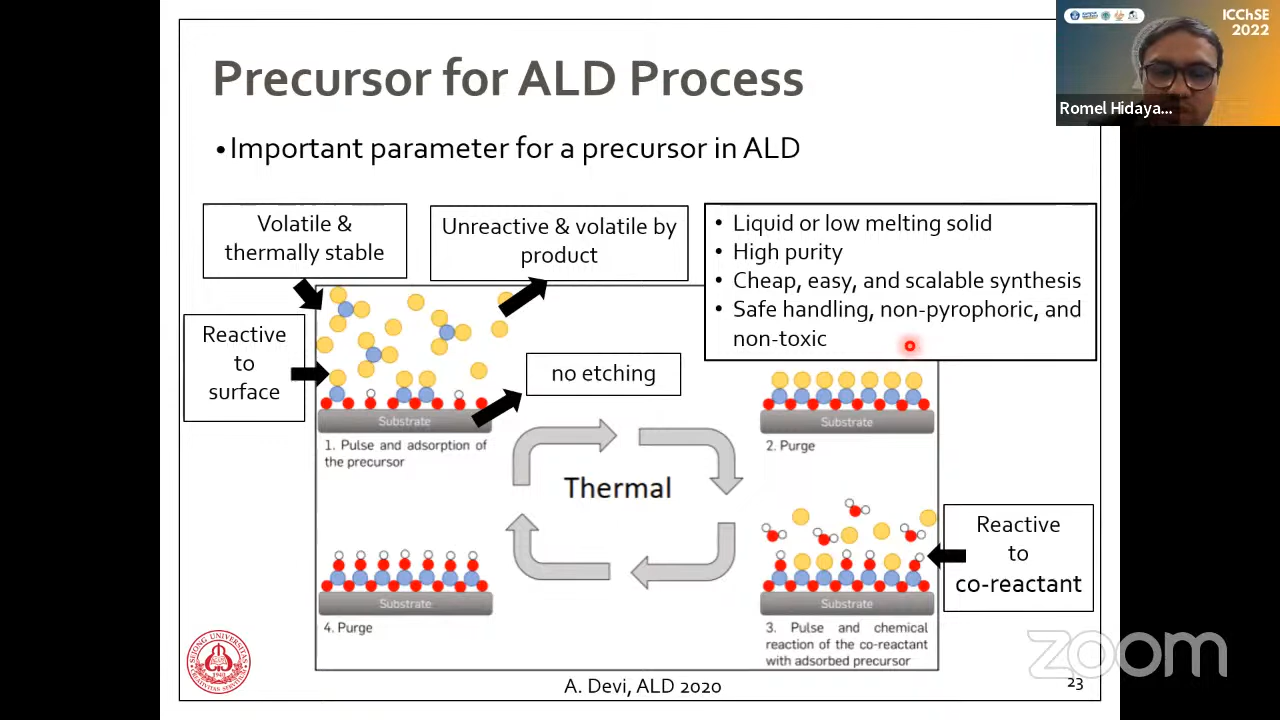 ICChSE
2022
Romel Hidaya...
Precursor for ALD Process
• Important parameter for a precursor in ALD
Volatile &
thermally stable
Unreactive & volatile by
product
• Liquid or low melting solid
• High purity
• Cheap, easy, and scalable synthesis
• Safe handling, non-pyrophoric, and
non-toxic
Reactive
to
surface
no etching
Substrate
1. Pulse and adsorption of
the precursor
Substrate
2. Purge
Thermal
Reactive
to
co-reactant
Substrate
4. Purge
Substrate
3. Pulse and chemical
reaction of the co-reactant
with adsorbed precursor
A. Devi, ALD 2020
23
zoom